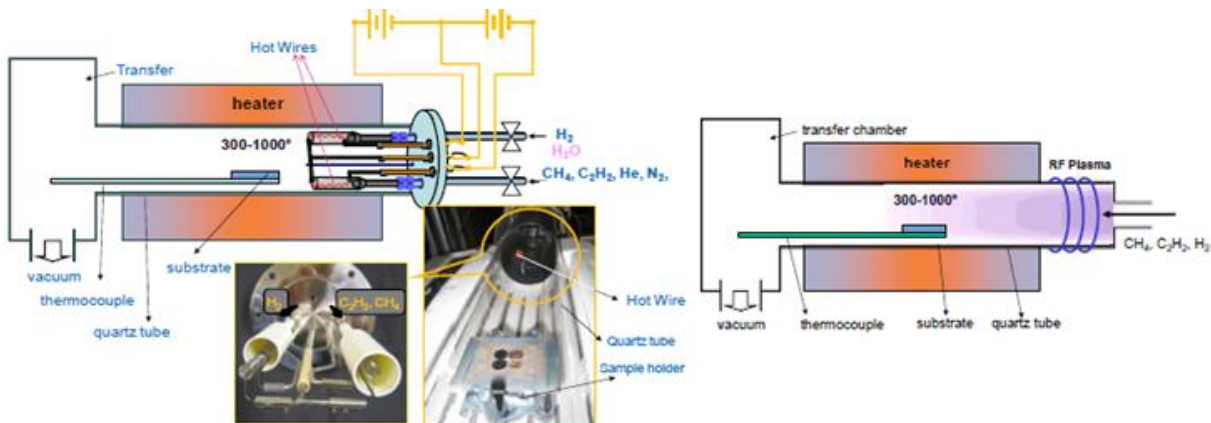 Hot Wires
Transfer
heater
300-1000°
H₂
H₂O
CH₄, C₂H₂, He, N₂,
substrate
vacuum
thermocouple
quartz tube
H₂
C₂H₂, CH₄
Hot Wire
Quartz tube
Sample holder
transfer chamber
heater
RF Plasma
300-1000°
CH₄, C₂H₂, H₂
vacuum
thermocouple
substrate
quartz tube